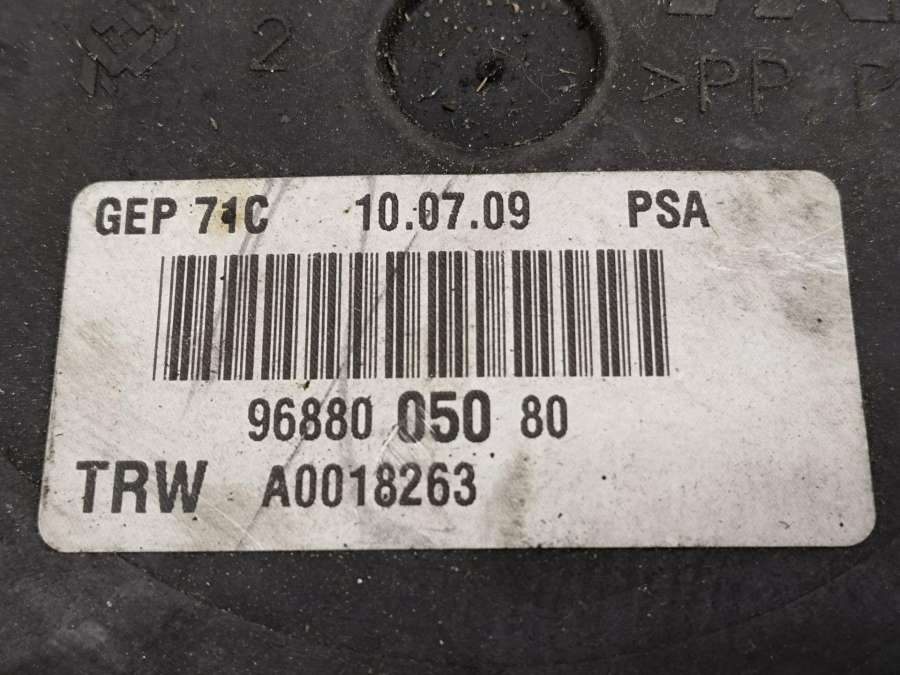 2
>PP
GEP 71C 10.07.09 PSA
96880 050 80
TRW A0018263